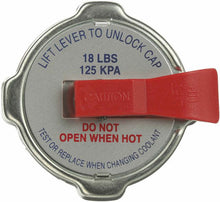 LIFT LEVER TO UNLOCK CAP
18 LBS
125 KPA
CAUTION
DO NOT
OPEN WHEN HOT
TEST OR REPLACE WHEN CHANGING COOLANT